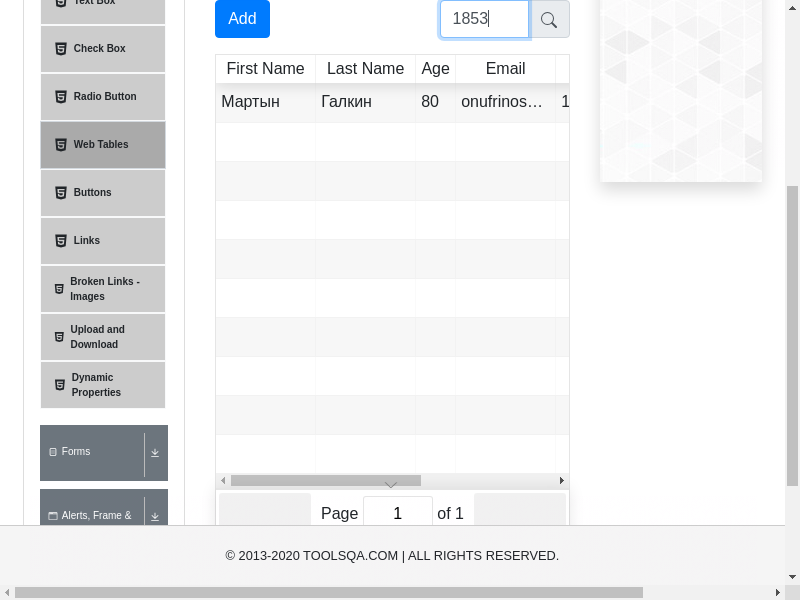 Text Box
Check Box
Radio Button
Web Tables
Buttons
Links
Broken Links -
Images
Upload and
Download
Dynamic
Properties
Forms
Alerts, Frame &
Add
1853
First Name
Last Name
Age
Email
Мартын
Галкин
80
onufrinos…
1
Page
1
of 1
© 2013-2020 TOOLSQA.COM | ALL RIGHTS RESERVED.